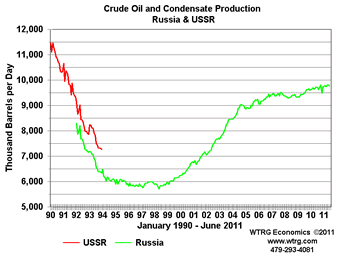 Crude Oil and Condensate Production
Russia & USSR
Thousand Barrels per Day
12,000
11,000
10,000
9,000
8,000
7,000
6,000
5,000
90 91 92 93 94 95 96 97 98 99 00 01 02 03 04 05 06 07 08 09 10 11
January 1990 - June 2011
USSR Russia
WTRG Economics ©2011
www.wtrg.com
479-293-4081